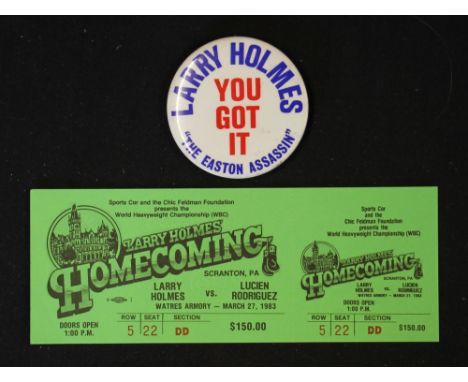 LARRY HOLMES
YOU
GOT
IT
"THE EASTON ASSASSIN"
Sports Cor and the Chic Feldman Foundation
presents the
World Heavyweight Championship (WBC)
LARRY HOLMES'
HOMECOMING
SCRANTON, PA
LARRY HOLMES vs. LUCIEN RODRIGUEZ
WATRES ARMORY — MARCH 27, 1983
DOORS OPEN
1:00 P.M.
ROW SEAT SECTION
5 22 DD $150.00
Sports Cor
and the
Chic Feldman Foundation
presents the
World Heavyweight Championship (WBC)
LARRY HOLMES'
HOMECOMING
SCRANTON, PA
LARRY HOLMES vs. LUCIEN RODRIGUEZ
WATRES ARMORY — MARCH 27, 1983
DOORS OPEN
1:00 P.M.
ROW SEAT SECTION
5 22 DD $150.00